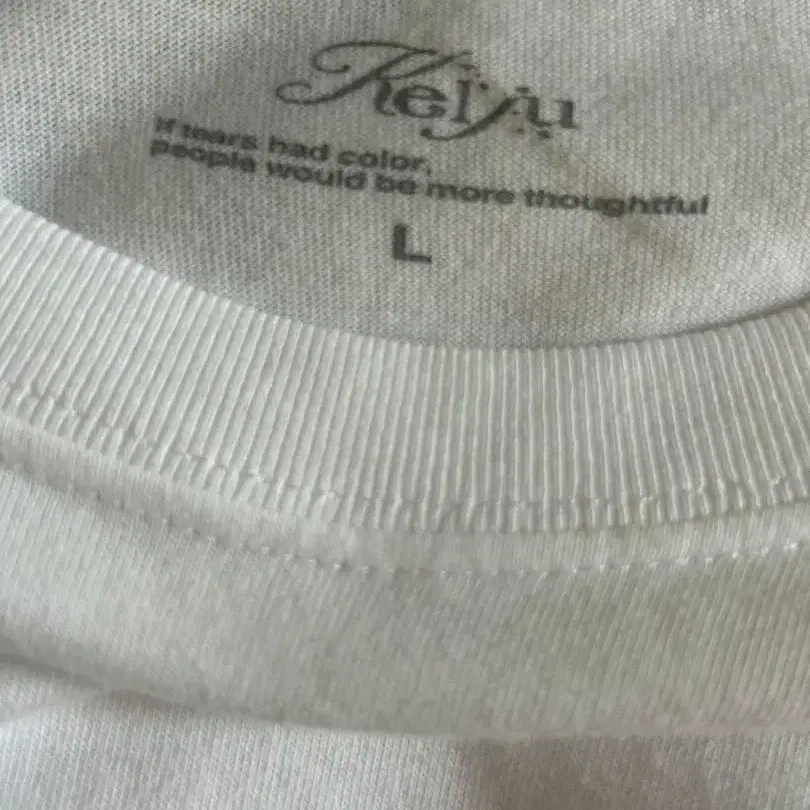 Keiyu
If tears had color,
people would be more thoughtful
L